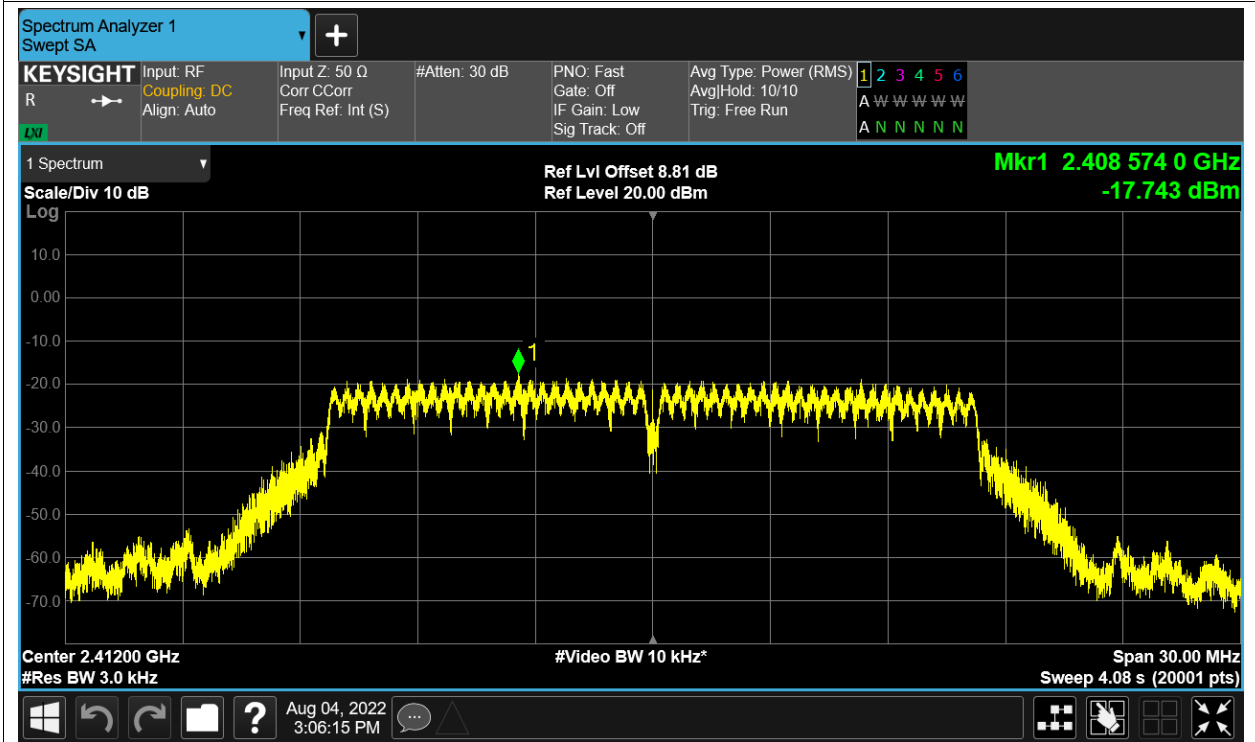 Spectrum Analyzer 1
Swept SA
KEYSIGHT
R
LXI
Input: RF
Coupling: DC
Align: Auto
Input Z: 50 Ω
Corr CCorr
Freq Ref: Int (S)
#Atten: 30 dB
PNO: Fast
Gate: Off
IF Gain: Low
Sig Track: Off
Avg Type: Power (RMS)
Avg|Hold: 10/10
Trig: Free Run
1 2 3 4 5 6
A W W W W W
A N N N N N
1 Spectrum
Scale/Div 10 dB
Log
Ref Lvl Offset 8.81 dB
Ref Level 20.00 dBm
Mkr1 2.408 574 0 GHz
-17.743 dBm
10.0
0.00
-10.0
-20.0
-30.0
-40.0
-50.0
-60.0
-70.0
1
Center 2.41200 GHz
#Res BW 3.0 kHz
#Video BW 10 kHz*
Span 30.00 MHz
Sweep 4.08 s (20001 pts)
?
Aug 04, 2022
3:06:15 PM